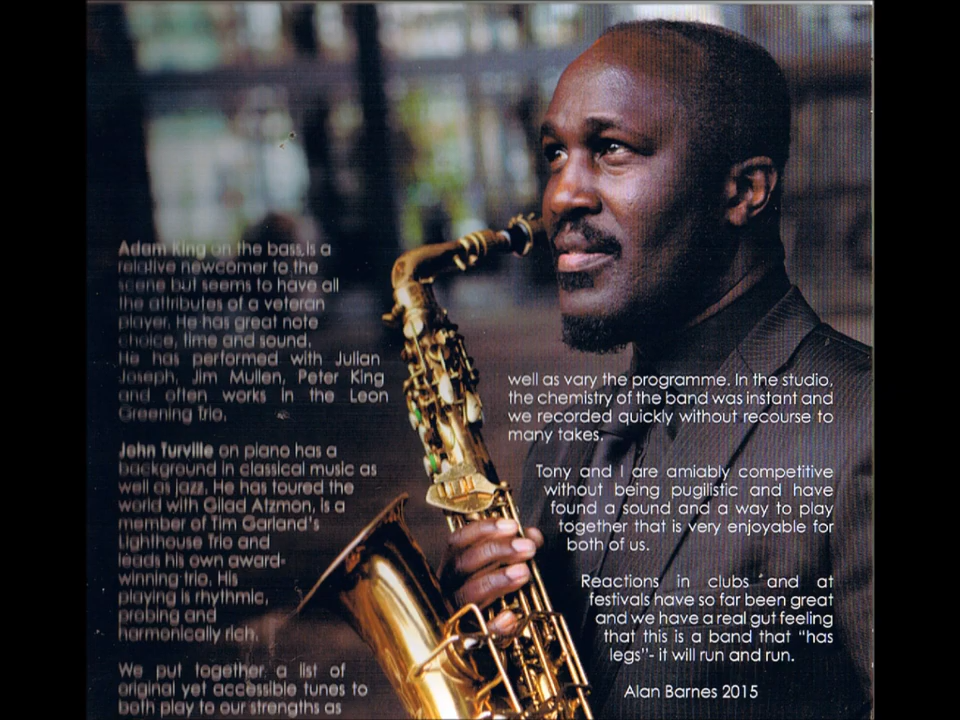 Adam King on the bass is a
relative newcomer to the
scene but seems to have all
the attributes of a veteran
player. He has great note
choice, time and sound.
He has performed with Julian
Joseph, Jim Mullen, Peter King
and often works in the Leon
Greening Trio.
John Turville on piano has a
background in classical music as
well as jazz. He has toured the
world with Gilad Atzmon, is a
member of Tim Garland's
Lighthouse Trio and
leads his own award-
winning trio. His
playing is rhythmic,
probing and
harmonically rich.
We put together a list of
original yet accessible tunes to
both play to our strengths as
well as vary the programme. In the studio,
the chemistry of the band was instant and
we recorded quickly without recourse to
many takes.
Tony and I are amiably competitive
without being pugilistic and have
found a sound and a way to play
together that is very enjoyable for
both of us.
Reactions in clubs and at
festivals have so far been great
and we have a real gut feeling
that this is a band that "has
legs"- it will run and run.
Alan Barnes 2015